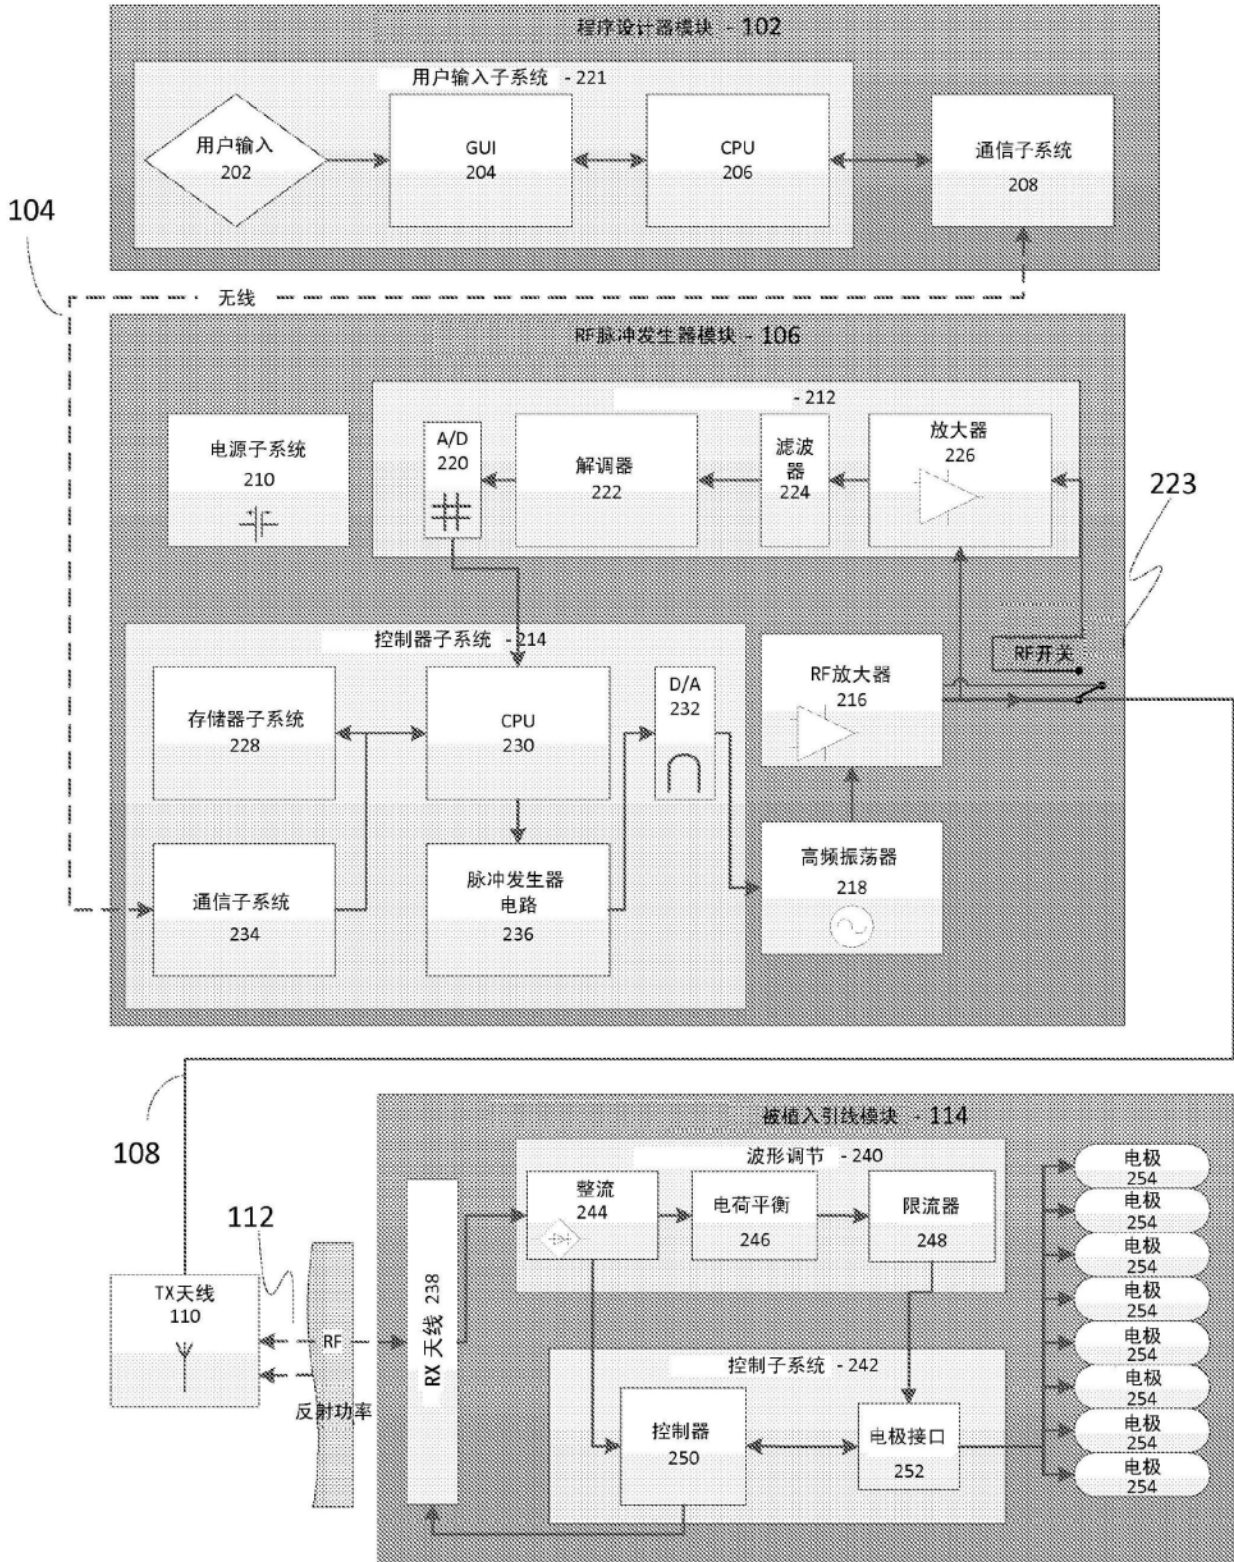 程序设计器模块 - 102
用户输入子系统 - 221
用户输入
202
GUI
204
CPU
206
通信子系统
208
104
无线
RF脉冲发生器模块 - 106
- 212
电源子系统
210
A/D
220
解调器
222
滤波
器
224
放大器
226
223
控制器子系统 - 214
存储器子系统
228
CPU
230
D/A
232
RF放大器
216
RF开关
通信子系统
234
脉冲发生器
电路
236
高频振荡器
218
108
被植入引线模块 - 114
波形调节 - 240
整流
244
电荷平衡
246
限流器
248
电极
254
电极
254
电极
254
电极
254
电极
254
电极
254
电极
254
电极
254
112
TX天线
110
RF
反射功率
RX 天线 238
控制子系统 - 242
控制器
250
电极接口
252